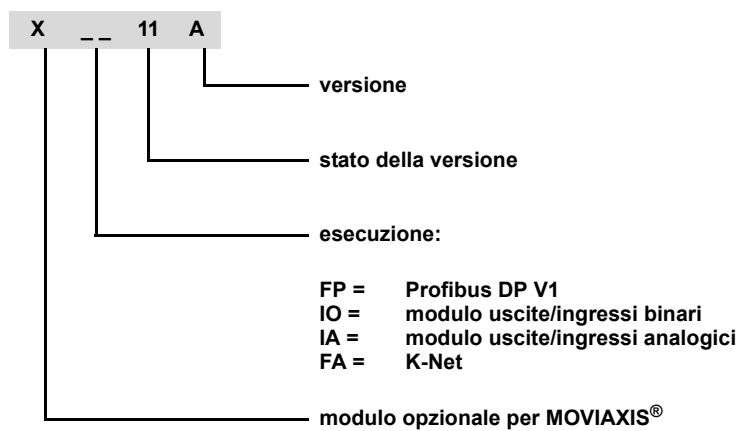 X _ _ 11 A
versione
stato della versione
esecuzione:
FP = Profibus DP V1
IO = modulo uscite/ingressi binari
IA = modulo uscite/ingressi analogici
FA = K-Net
modulo opzionale per MOVIAXIS®